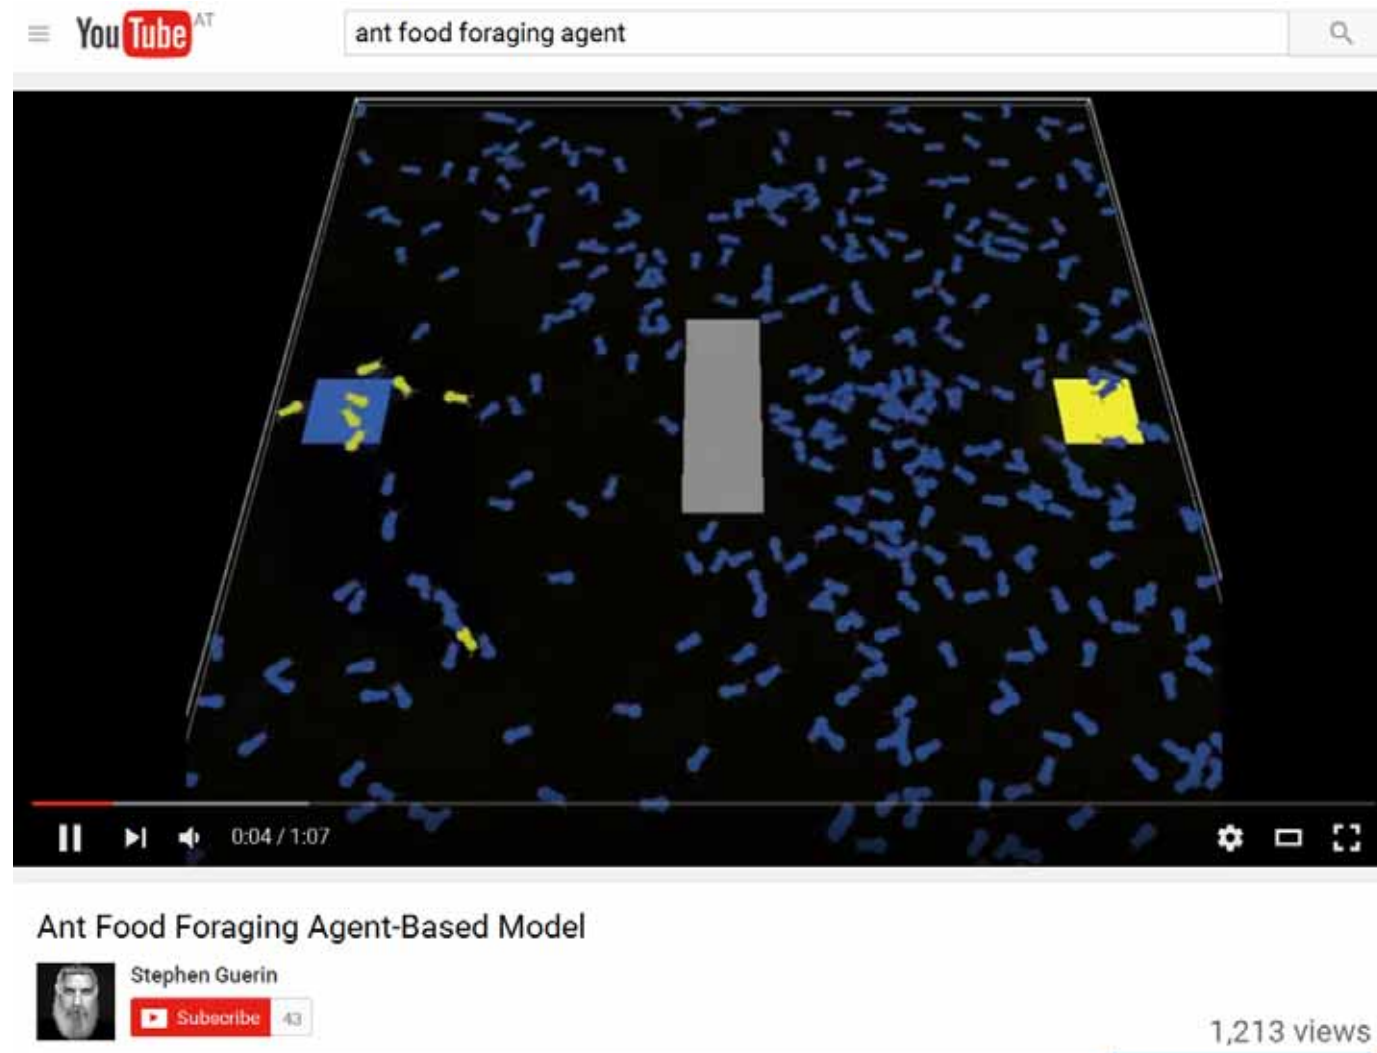 YouTube AT
ant food foraging agent
0:04 / 1:07
Ant Food Foraging Agent-Based Model
Stephen Guerin
Subscribe 43
1,213 views